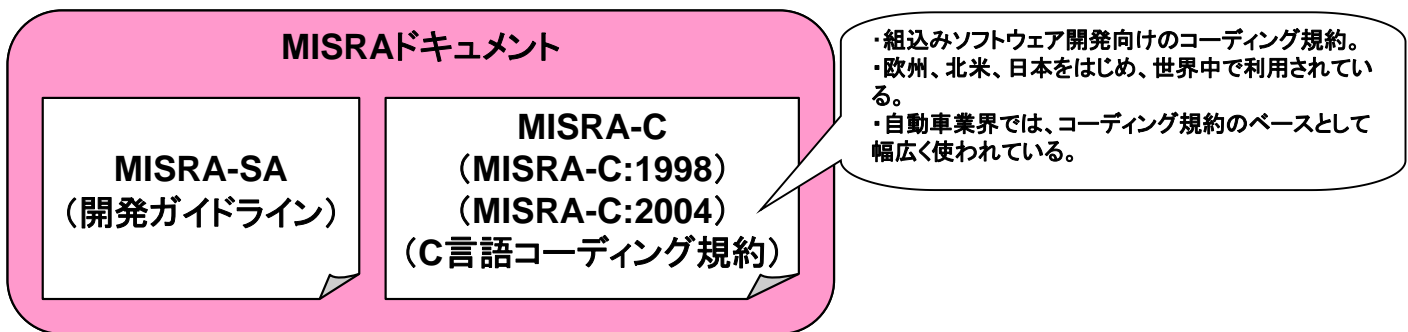 MISRAドキュメント
MISRA-SA
(開発ガイドライン)
MISRA-C
(MISRA-C:1998)
(MISRA-C:2004)
(C言語コーディング規約)
・組込みソフトウェア開発向けのコーディング規約。
・欧州、北米、日本をはじめ、世界中で利用されてい
る。
・自動車業界では、コーディング規約のベースとして
幅広く使われている。